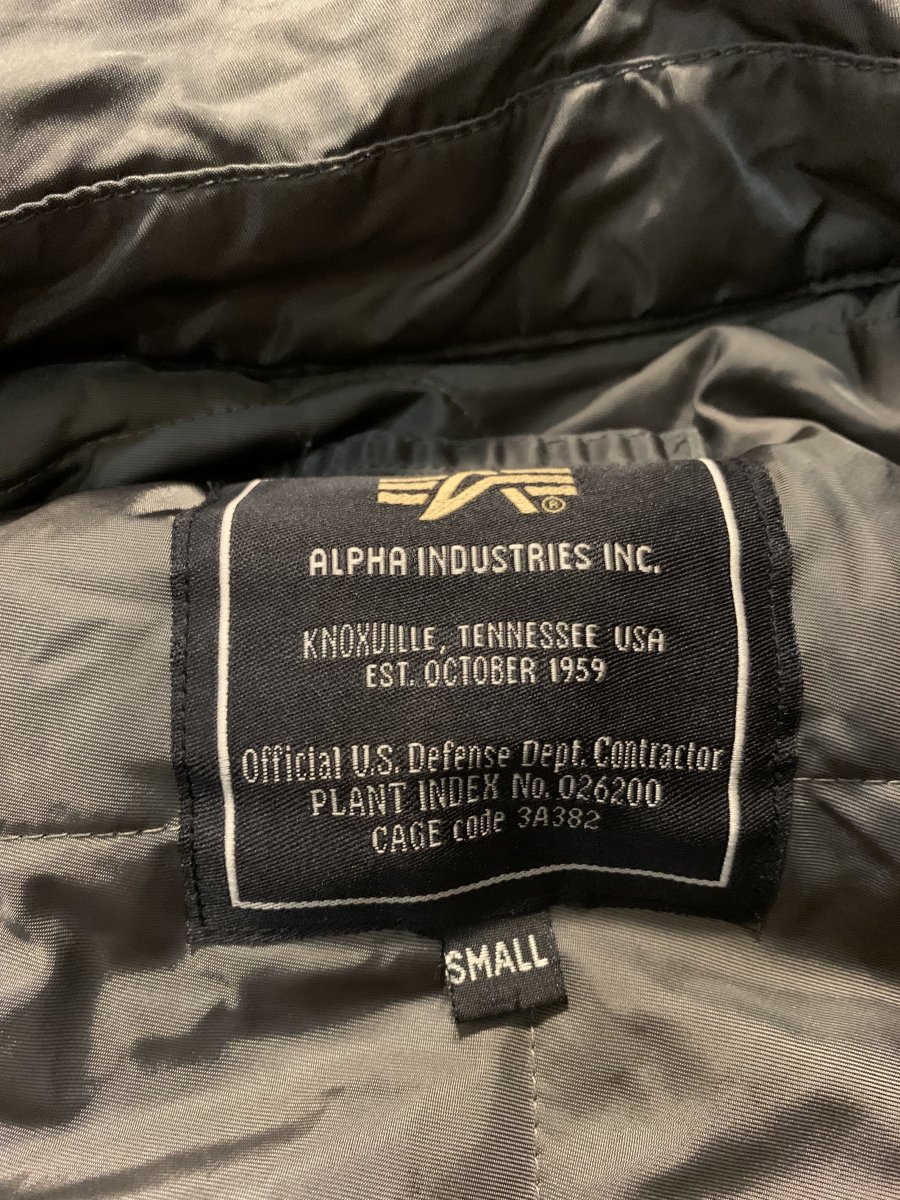 ®
ALPHA INDUSTRIES INC.
KNOXVILLE, TENNESSEE USA
EST. OCTOBER 1959
Official U.S. Defense Dept. Contractor
PLANT INDEX No. 026200
CAGE code 3A382
SMALL